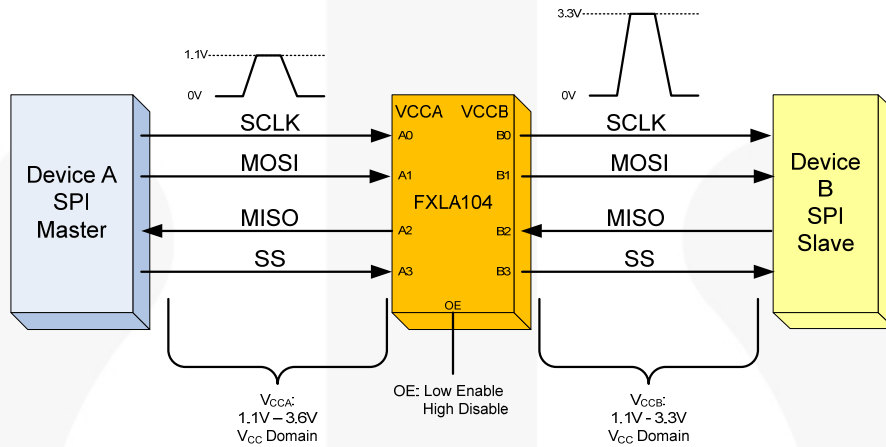 1.1V
0V
3.3V
0V
VCCA VCCB
SCLK
A0
B0
SCLK
MOSI
A1
B1
MOSI
Device A
SPI
Master
FXLA104
Device
B
SPI
Slave
MISO
A2
B2
MISO
SS
A3
B3
SS
OE
OE: Low Enable
High Disable
VCCA:
1.1V – 3.6V
VCC Domain
VCCB:
1.1V - 3.3V
VCC Domain